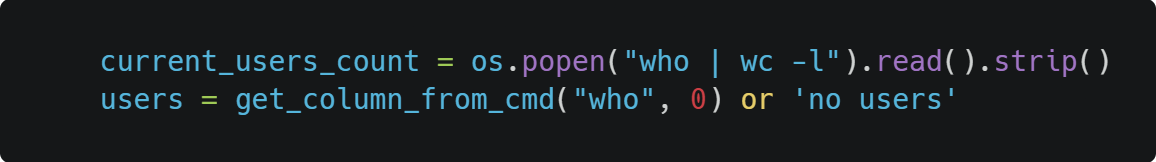 current_users_count = os.popen("who | wc -l").read().strip()
users = get_column_from_cmd("who", 0) or 'no users'